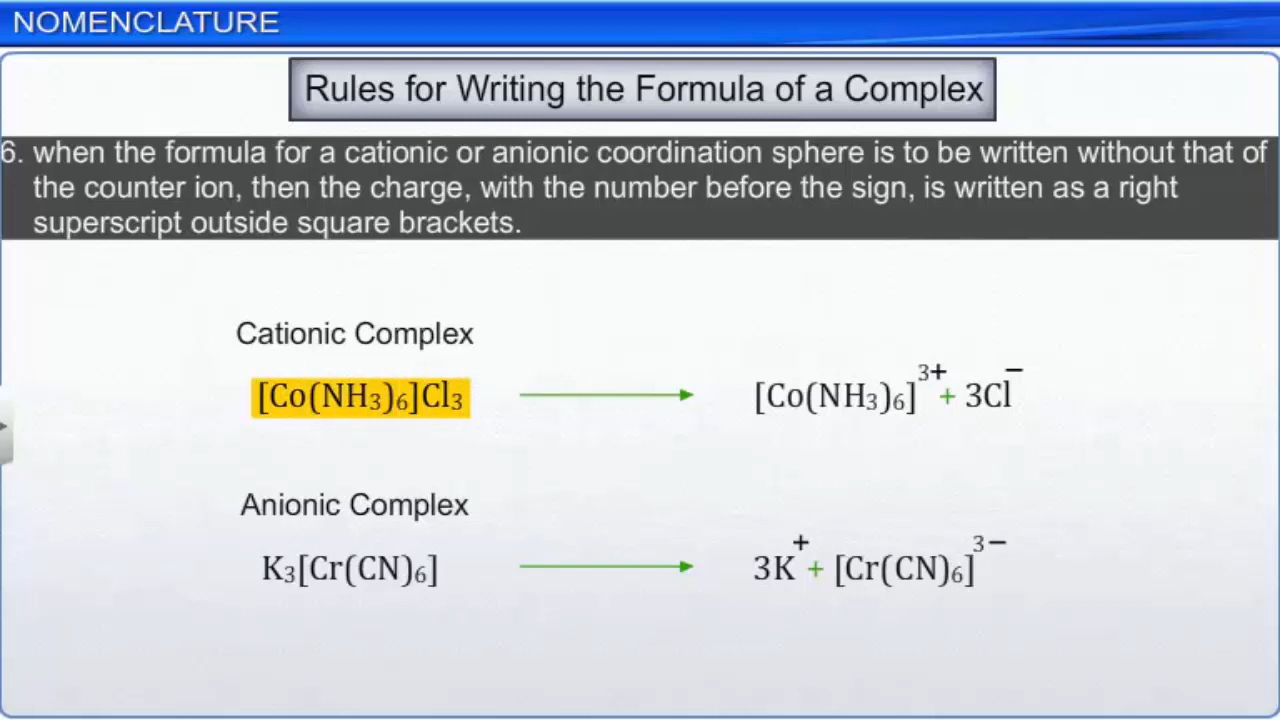 NOMENCLATURE
Rules for Writing the Formula of a Complex
6. when the formula for a cationic or anionic coordination sphere is to be written without that of
the counter ion, then the charge, with the number before the sign, is written as a right
superscript outside square brackets.
Cationic Complex
[Co(NH₃)₆]Cl₃ ⟶ [Co(NH₃)₆]³⁺ + 3Cl⁻
Anionic Complex
K₃[Cr(CN)₆] ⟶ 3K⁺ + [Cr(CN)₆]³⁻